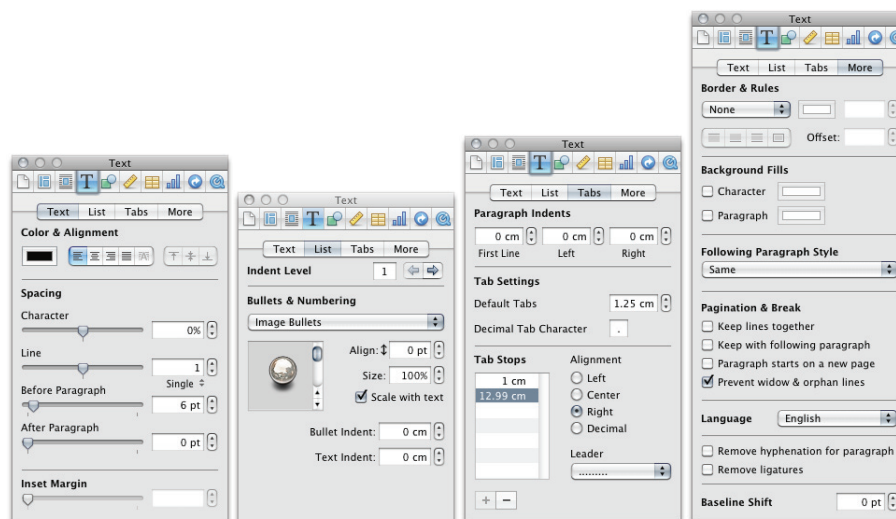 Text
Text List Tabs More
Color & Alignment
Spacing
Character
0%
Line
1
Single
Before Paragraph
6 pt
After Paragraph
0 pt
Inset Margin
Text
Text List Tabs More
Indent Level 1
Bullets & Numbering
Image Bullets
Align: 0 pt
Size: 100%
Scale with text
Bullet Indent: 0 cm
Text Indent: 0 cm
Text
Text List Tabs More
Paragraph Indents
0 cm 0 cm 0 cm
First Line Left Right
Tab Settings
Default Tabs 1.25 cm
Decimal Tab Character .
Tab Stops Alignment
1 cm Left
12.99 cm Center
Right
Decimal
Leader
.........
+ −
Text
Text List Tabs More
Border & Rules
None
Offset:
Background Fills
Character
Paragraph
Following Paragraph Style
Same
Pagination & Break
Keep lines together
Keep with following paragraph
Paragraph starts on a new page
Prevent widow & orphan lines
Language English
Remove hyphenation for paragraph
Remove ligatures
Baseline Shift 0 pt